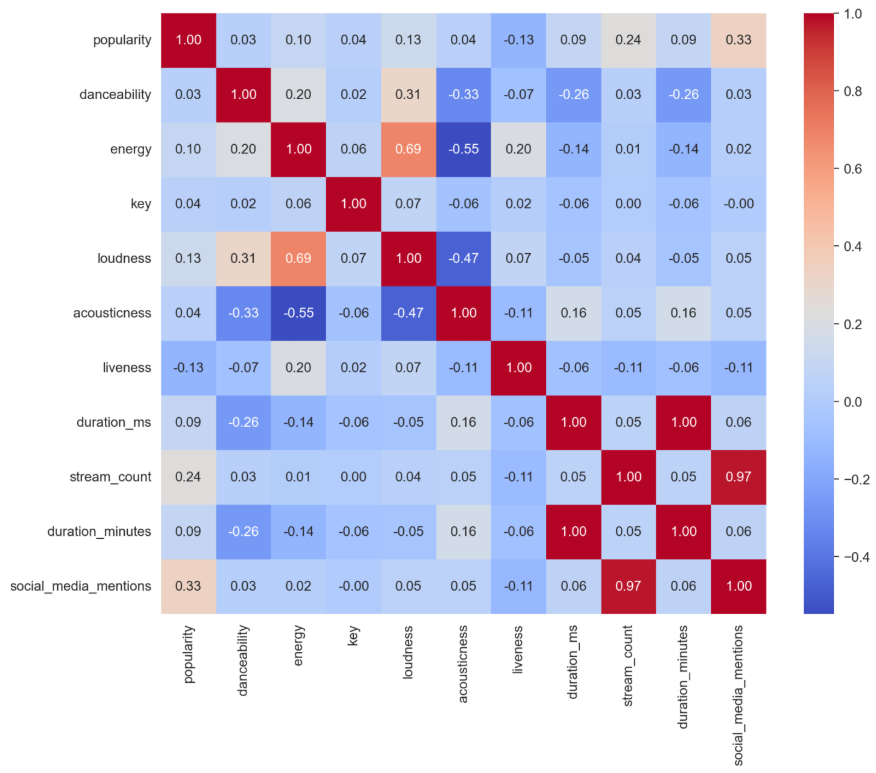 popularity 1.00 0.03 0.10 0.04 0.13 0.04 -0.13 0.09 0.24 0.09 0.33
danceability 0.03 1.00 0.20 0.02 0.31 -0.33 -0.07 -0.26 0.03 -0.26 0.03
energy 0.10 0.20 1.00 0.06 0.69 -0.55 0.20 -0.14 0.01 -0.14 0.02
key 0.04 0.02 0.06 1.00 0.07 -0.06 0.02 -0.06 0.00 -0.06 -0.00
loudness 0.13 0.31 0.69 0.07 1.00 -0.47 0.07 -0.05 0.04 -0.05 0.05
acousticness 0.04 -0.33 -0.55 -0.06 -0.47 1.00 -0.11 0.16 0.05 0.16 0.05
liveness -0.13 -0.07 0.20 0.02 0.07 -0.11 1.00 -0.06 -0.11 -0.06 -0.11
duration_ms 0.09 -0.26 -0.14 -0.06 -0.05 0.16 -0.06 1.00 0.05 1.00 0.06
stream_count 0.24 0.03 0.01 0.00 0.04 0.05 -0.11 0.05 1.00 0.05 0.97
duration_minutes 0.09 -0.26 -0.14 -0.06 -0.05 0.16 -0.06 1.00 0.05 1.00 0.06
social_media_mentions 0.33 0.03 0.02 -0.00 0.05 0.05 -0.11 0.06 0.97 0.06 1.00
popularity
danceability
energy
key
loudness
acousticness
liveness
duration_ms
stream_count
duration_minutes
social_media_mentions
1.0
0.8
0.6
0.4
0.2
0.0
−0.2
−0.4